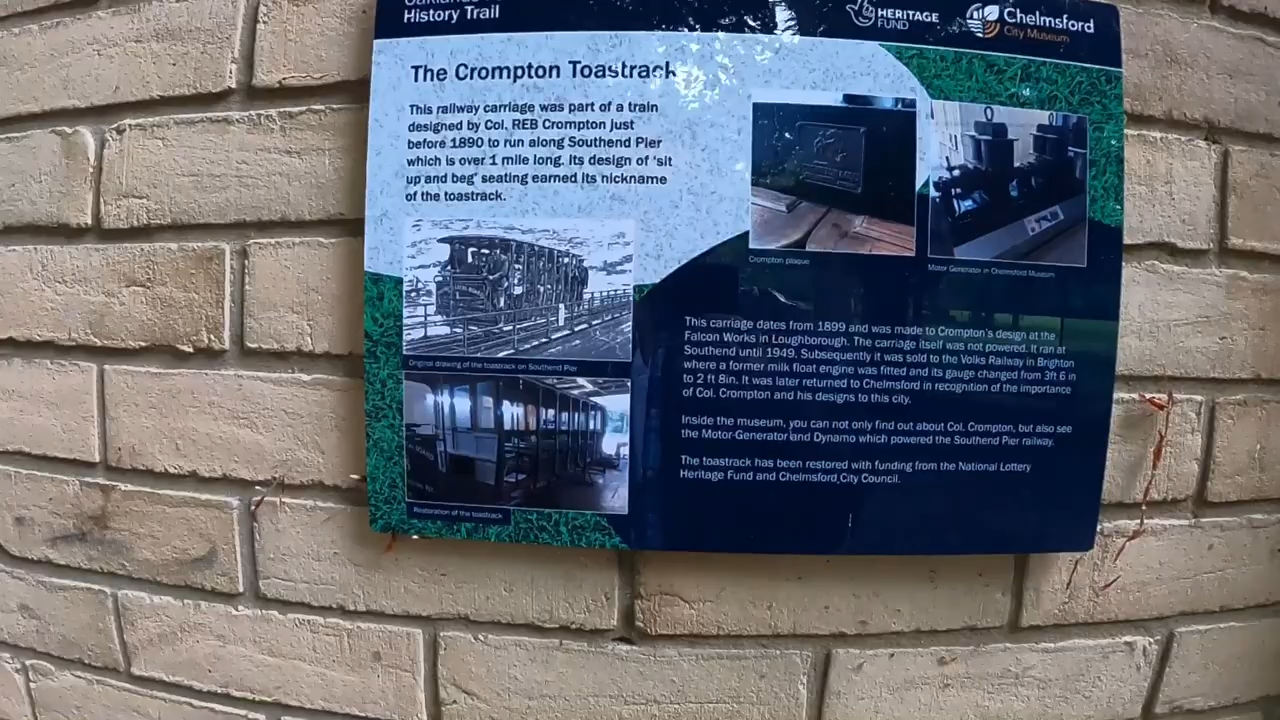 Oaklands
History Trail
HERITAGE
FUND
Chelmsford
City Museum
The Crompton Toastrack
This railway carriage was part of a train
designed by Col. REB Crompton just
before 1890 to run along Southend Pier
which is over 1 mile long. Its design of 'sit
up and beg' seating earned its nickname
of the toastrack.
Original drawing of the toastrack on Southend Pier
Restoration of the toastrack
Crompton plaque
Motor Generator in Chelmsford Museum
This carriage dates from 1899 and was made to Crompton's design at the
Falcon Works in Loughborough. The carriage itself was not powered. It ran at
Southend until 1949. Subsequently it was sold to the Volks Railway in Brighton
where a former milk float engine was fitted and its gauge changed from 3ft 6 in
to 2 ft 8in. It was later returned to Chelmsford in recognition of the importance
of Col. Crompton and his designs to this city.
Inside the museum, you can not only find out about Col. Crompton, but also see
the Motor-Generator and Dynamo which powered the Southend Pier railway.
The toastrack has been restored with funding from the National Lottery
Heritage Fund and Chelmsford City Council.